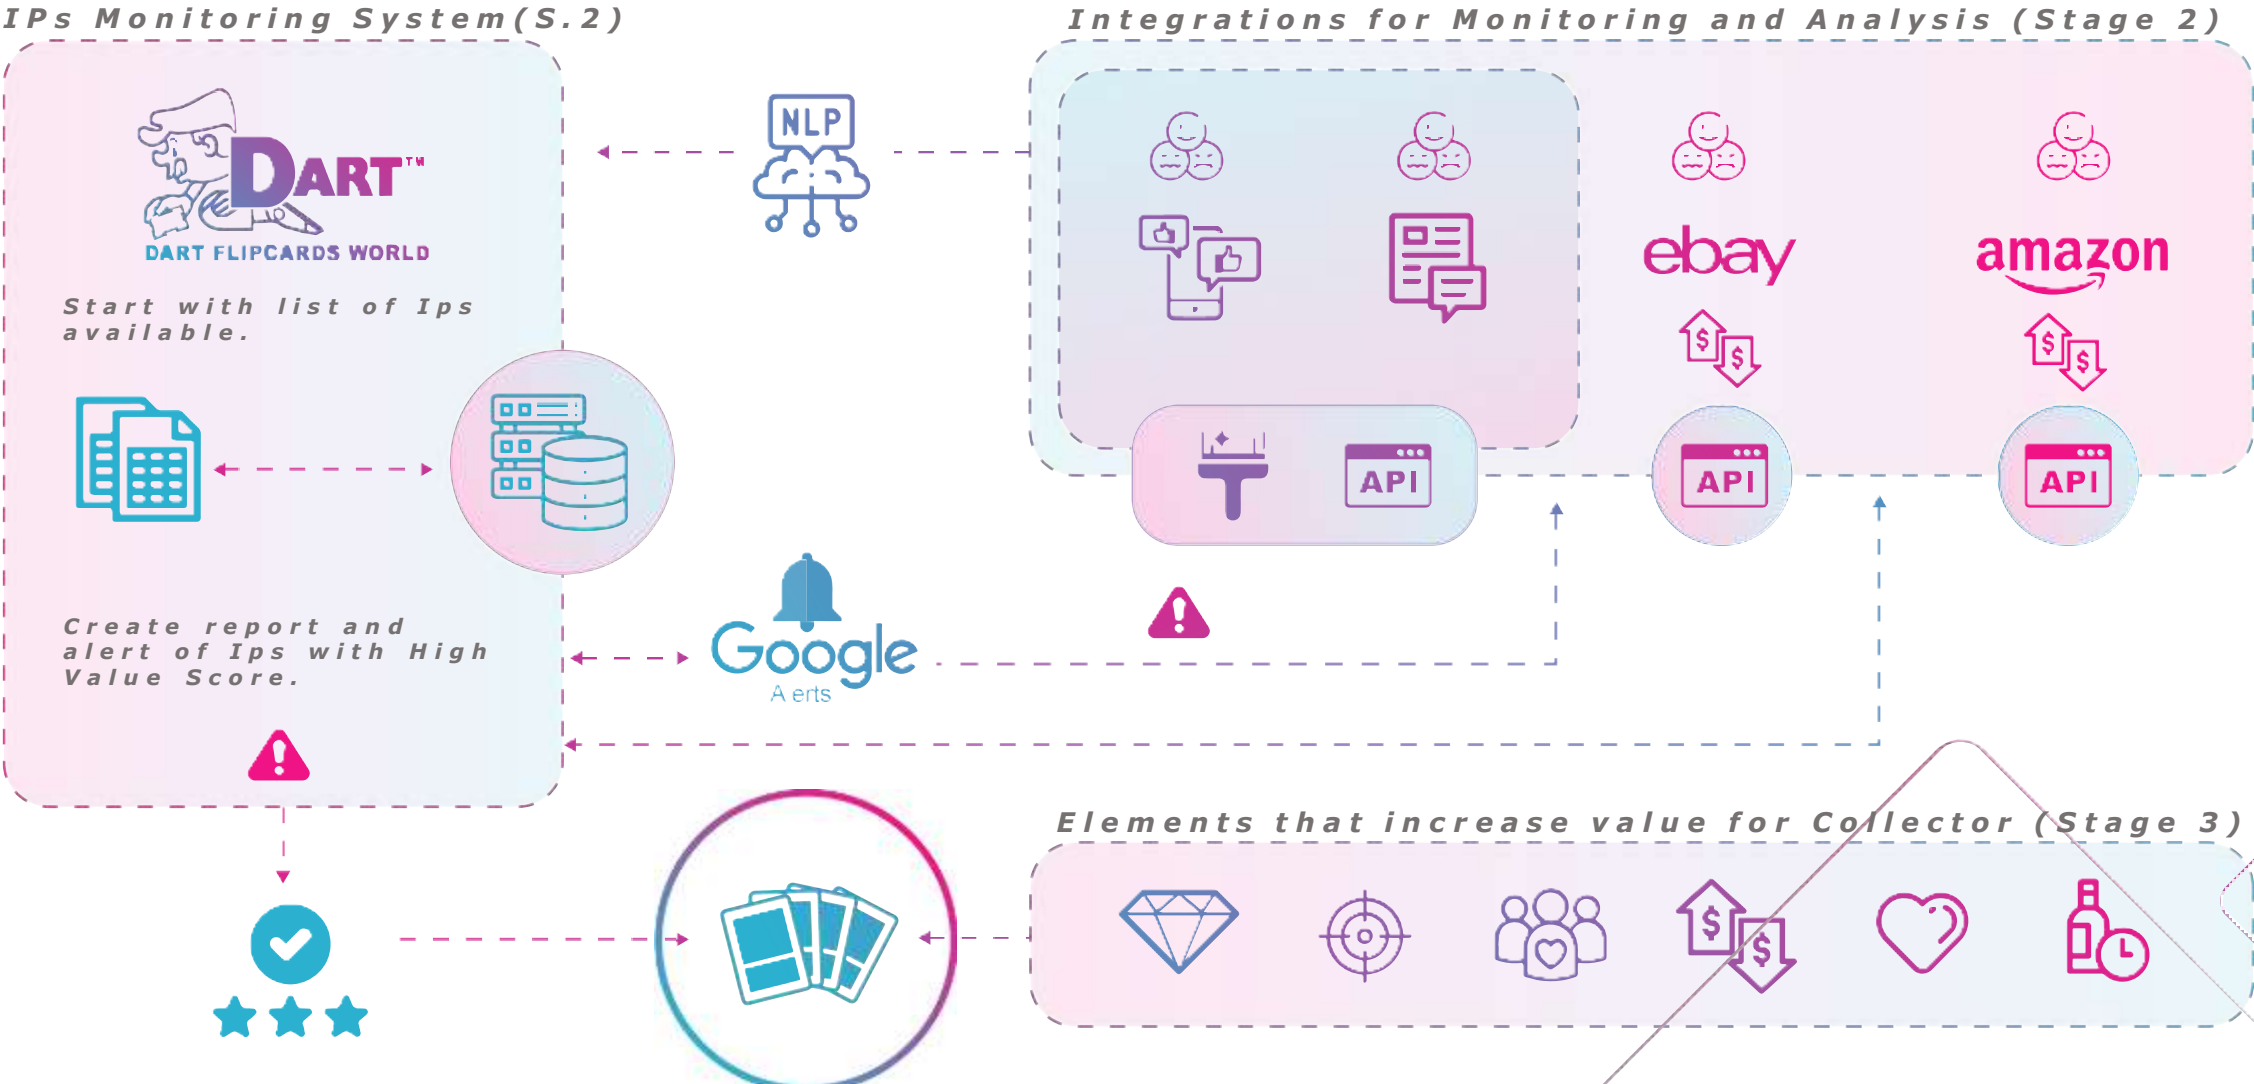 IPs Monitoring System(S.2)
Integrations for Monitoring and Analysis (Stage 2)
NLP
DART™
DART FLIPCARDS WORLD
Start with list of Ips
available.
ebay
amazon
$ $
$ $
API
API
API
Create report and
alert of Ips with High
Value Score.
Google
A erts
Elements that increase value for Collector (Stage 3)
$ $